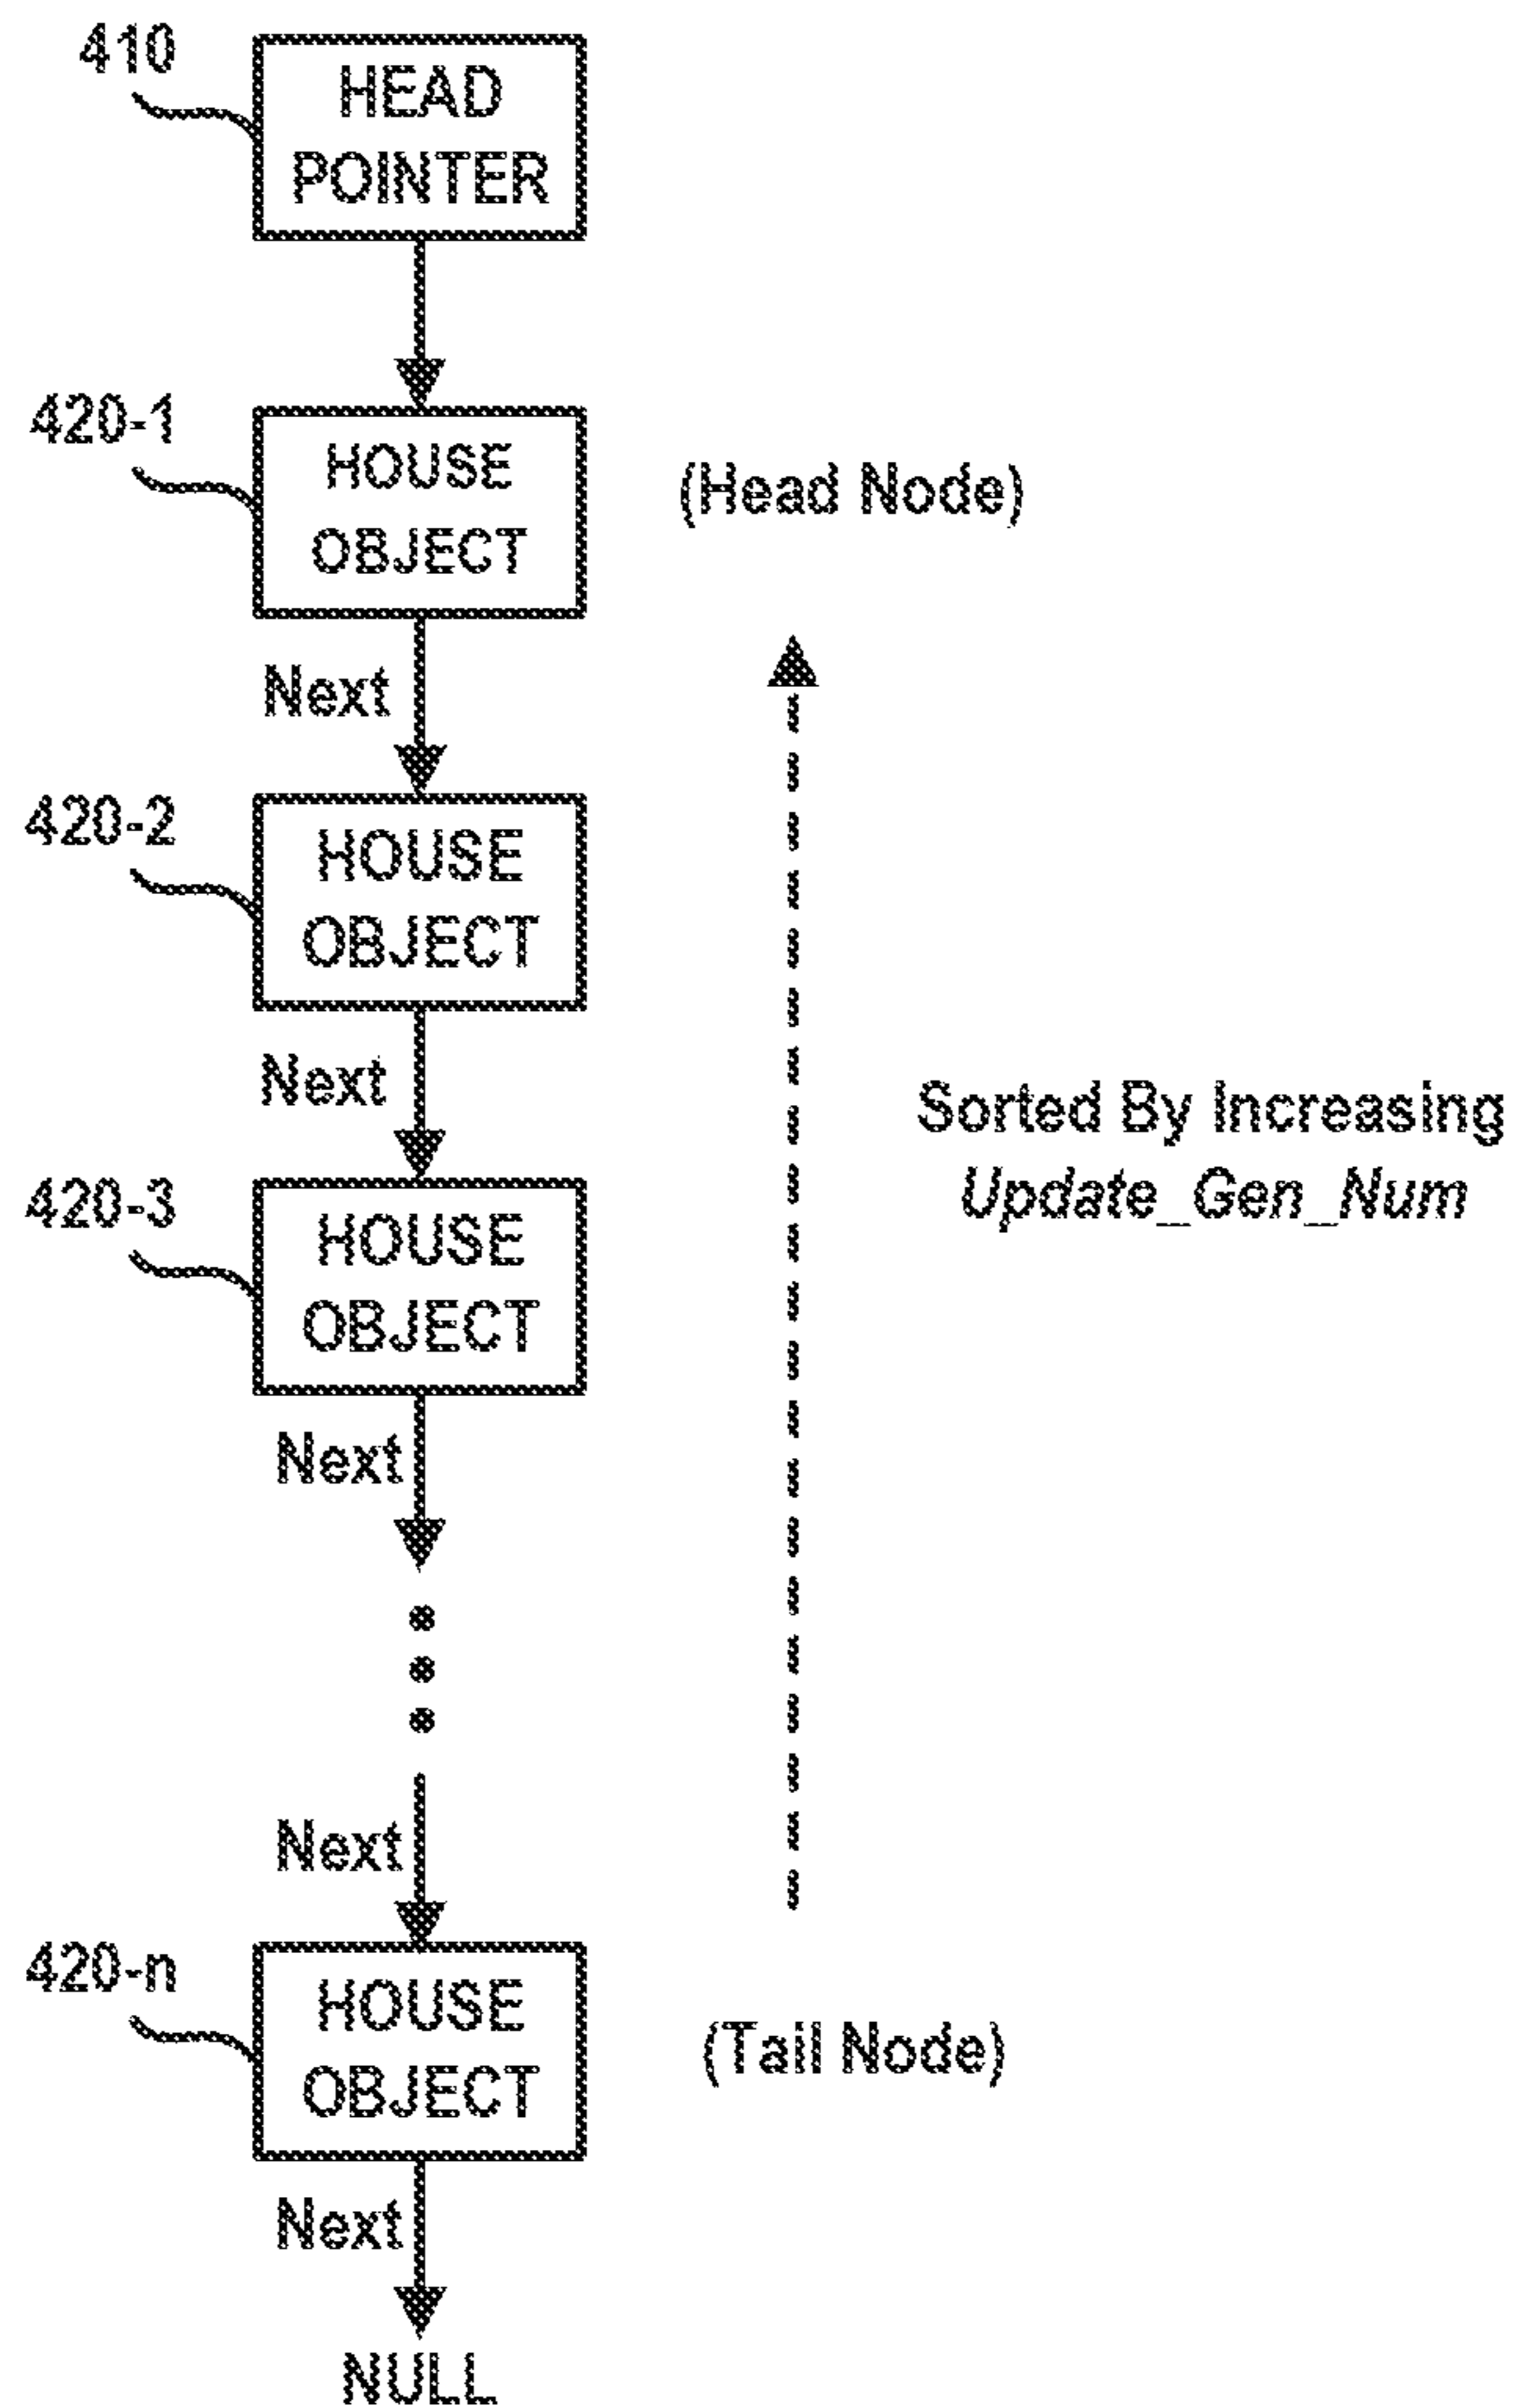 410
HEAD
POINTER
420-1
HOUSE
OBJECT
(Head Node)
Next
420-2
HOUSE
OBJECT
Next
Sorted By Increasing
Update_Gen_Num
420-3
HOUSE
OBJECT
Next
Next
420-n
HOUSE
OBJECT
(Tail Node)
Next
NULL